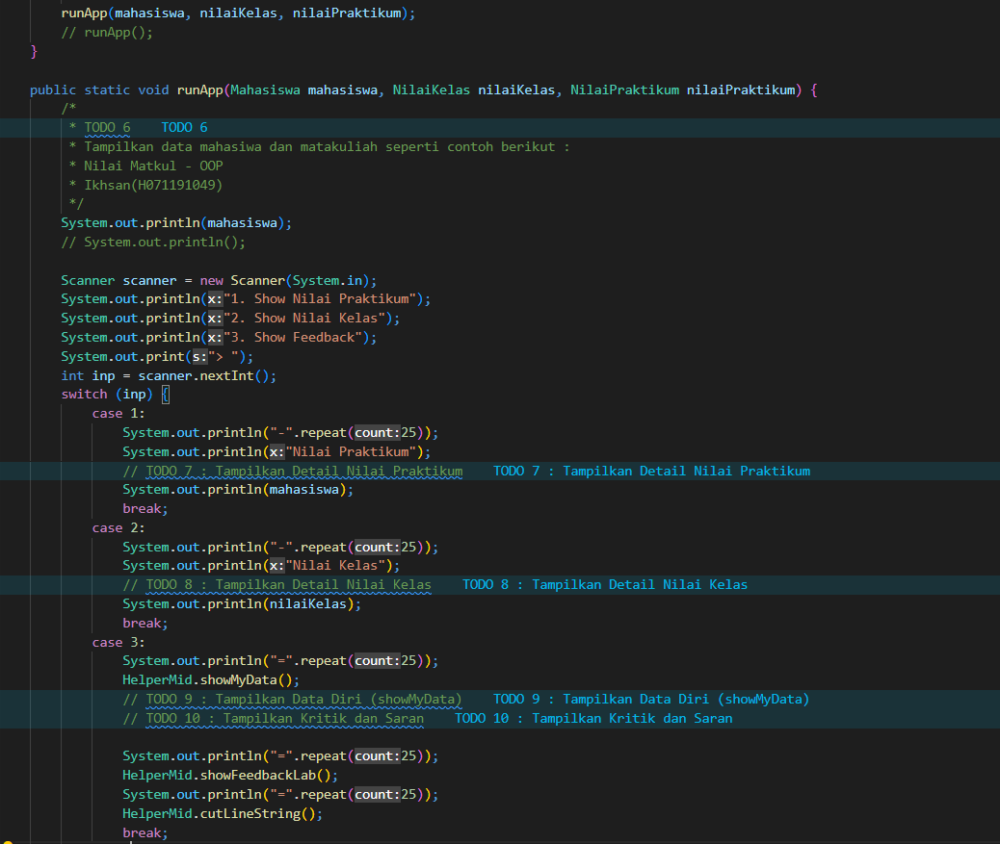 runApp(mahasiswa, nilaiKelas, nilaiPraktikum);
// runApp();
}
public static void runApp(Mahasiswa mahasiswa, NilaiKelas nilaiKelas, NilaiPraktikum nilaiPraktikum) {
/*
* TODO 6 TODO 6
* Tampilkan data mahasiwa dan matakuliah seperti contoh berikut :
* Nilai Matkul - OOP
* Ikhsan(H071191049)
*/
System.out.println(mahasiswa);
// System.out.println();
Scanner scanner = new Scanner(System.in);
System.out.println(x:"1. Show Nilai Praktikum");
System.out.println(x:"2. Show Nilai Kelas");
System.out.println(x:"3. Show Feedback");
System.out.print(s:"> ");
int inp = scanner.nextInt();
switch (inp) {
case 1:
System.out.println("-".repeat(count:25));
System.out.println(x:"Nilai Praktikum");
// TODO 7 : Tampilkan Detail Nilai Praktikum TODO 7 : Tampilkan Detail Nilai Praktikum
System.out.println(mahasiswa);
break;
case 2:
System.out.println("-".repeat(count:25));
System.out.println(x:"Nilai Kelas");
// TODO 8 : Tampilkan Detail Nilai Kelas TODO 8 : Tampilkan Detail Nilai Kelas
System.out.println(nilaiKelas);
break;
case 3:
System.out.println("=".repeat(count:25));
HelperMid.showMyData();
// TODO 9 : Tampilkan Data Diri (showMyData) TODO 9 : Tampilkan Data Diri (showMyData)
// TODO 10 : Tampilkan Kritik dan Saran TODO 10 : Tampilkan Kritik dan Saran
System.out.println("=".repeat(count:25));
HelperMid.showFeedbackLab();
System.out.println("=".repeat(count:25));
HelperMid.cutLineString();
break;